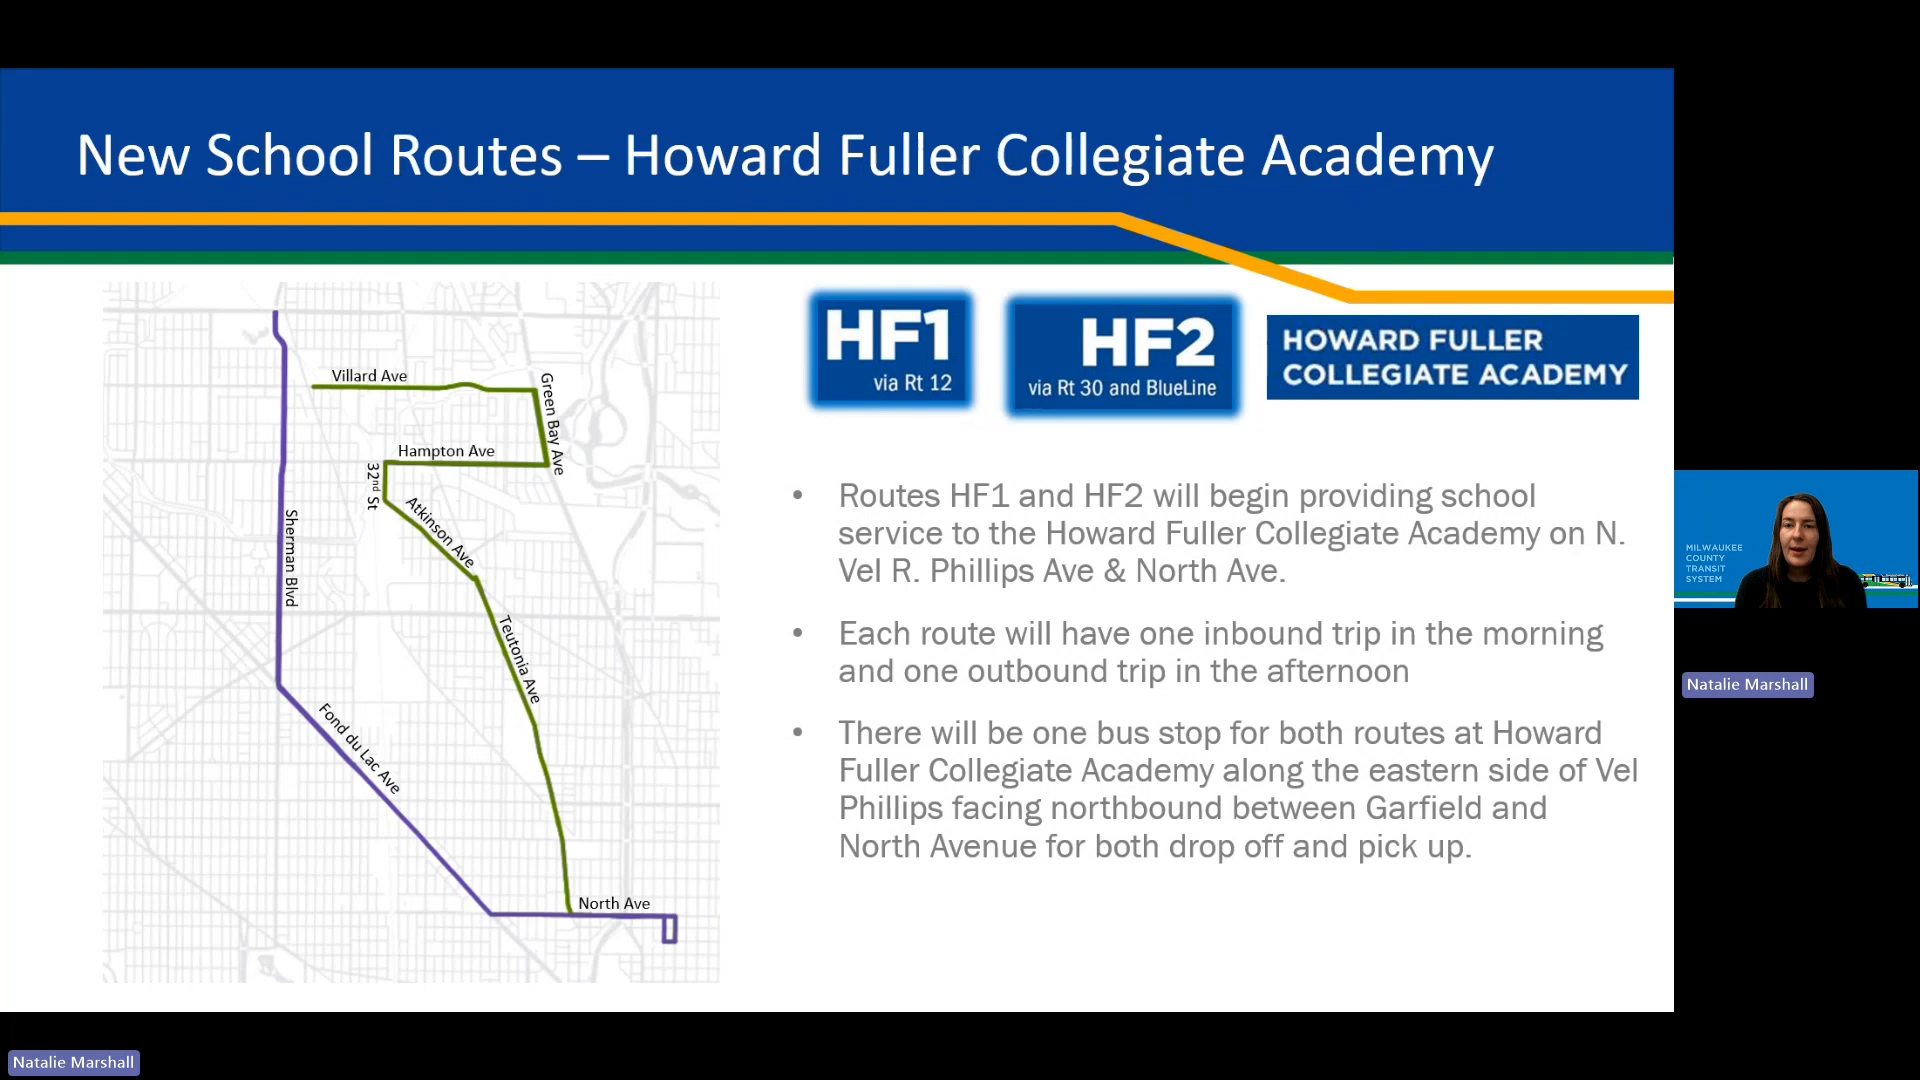 New School Routes – Howard Fuller Collegiate Academy
HF1
via Rt 12
HF2
via Rt 30 and BlueLine
HOWARD FULLER
COLLEGIATE ACADEMY
Villard Ave
Green Bay Ave
Hampton Ave
32nd St
Atkinson Ave
Sherman Blvd
Teutonia Ave
Fond du Lac Ave
North Ave
• Routes HF1 and HF2 will begin providing school
service to the Howard Fuller Collegiate Academy on N.
Vel R. Phillips Ave & North Ave.
• Each route will have one inbound trip in the morning
and one outbound trip in the afternoon
• There will be one bus stop for both routes at Howard
Fuller Collegiate Academy along the eastern side of Vel
Phillips facing northbound between Garfield and
North Avenue for both drop off and pick up.
MILWAUKEE
COUNTY
TRANSIT
SYSTEM
Natalie Marshall
Natalie Marshall